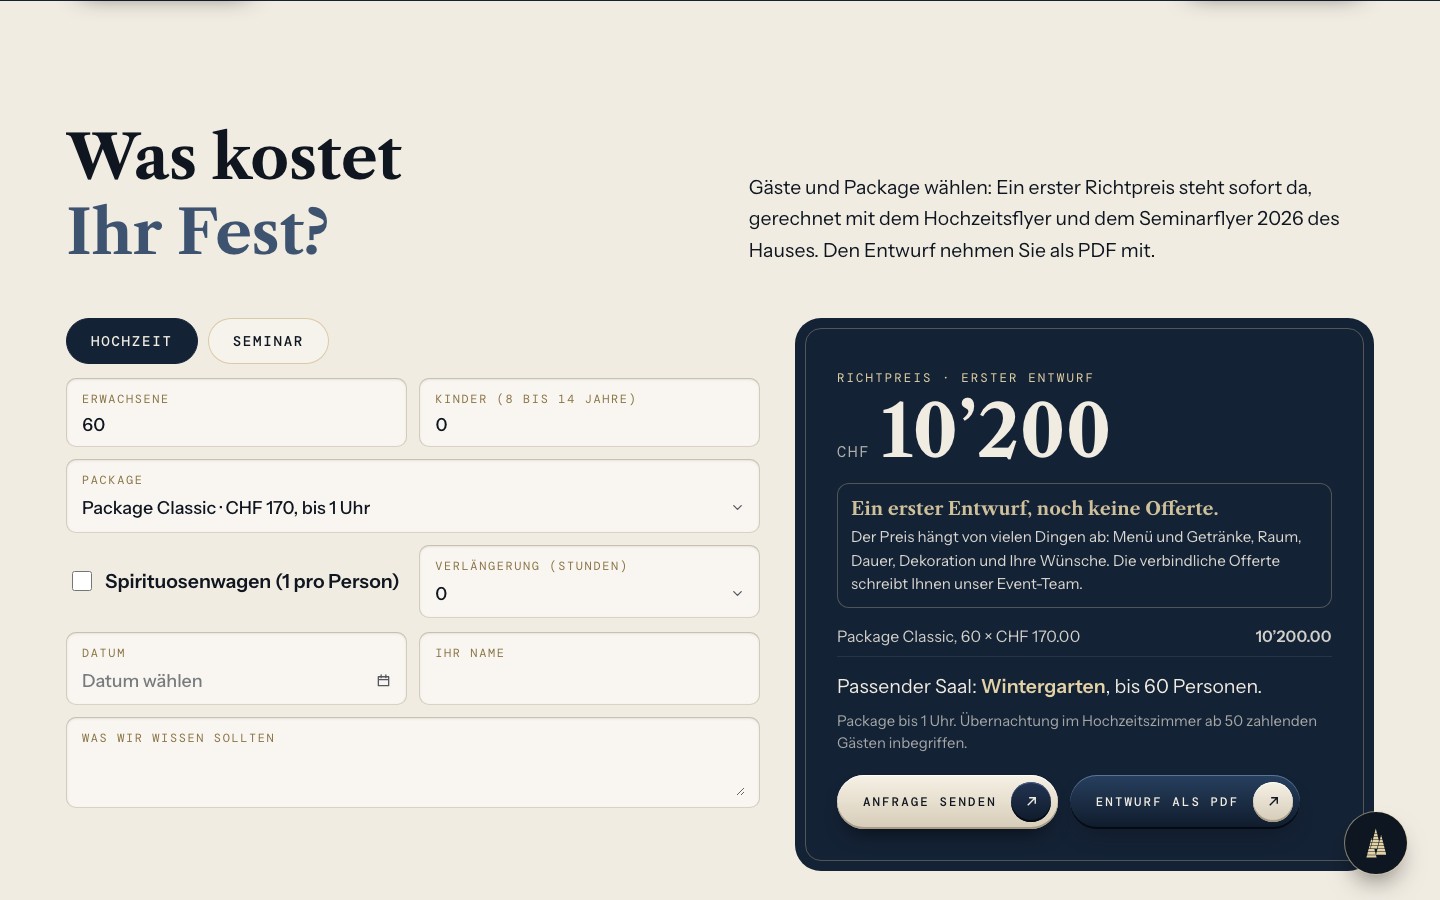 Was kostet
Ihr Fest?
Gäste und Package wählen: Ein erster Richtpreis steht sofort da,
gerechnet mit dem Hochzeitsflyer und dem Seminarflyer 2026 des
Hauses. Den Entwurf nehmen Sie als PDF mit.
HOCHZEIT
SEMINAR
ERWACHSENE
60
KINDER (8 BIS 14 JAHRE)
0
PACKAGE
Package Classic · CHF 170, bis 1 Uhr
Spirituosenwagen (1 pro Person)
VERLÄNGERUNG (STUNDEN)
0
DATUM
Datum wählen
IHR NAME
WAS WIR WISSEN SOLLTEN
RICHTPREIS · ERSTER ENTWURF
CHF 10’200
Ein erster Entwurf, noch keine Offerte.
Der Preis hängt von vielen Dingen ab: Menü und Getränke, Raum,
Dauer, Dekoration und Ihre Wünsche. Die verbindliche Offerte
schreibt Ihnen unser Event-Team.
Package Classic, 60 × CHF 170.00 10’200.00
Passender Saal: Wintergarten, bis 60 Personen.
Package bis 1 Uhr. Übernachtung im Hochzeitszimmer ab 50 zahlenden
Gästen inbegriffen.
ANFRAGE SENDEN
ENTWURF ALS PDF